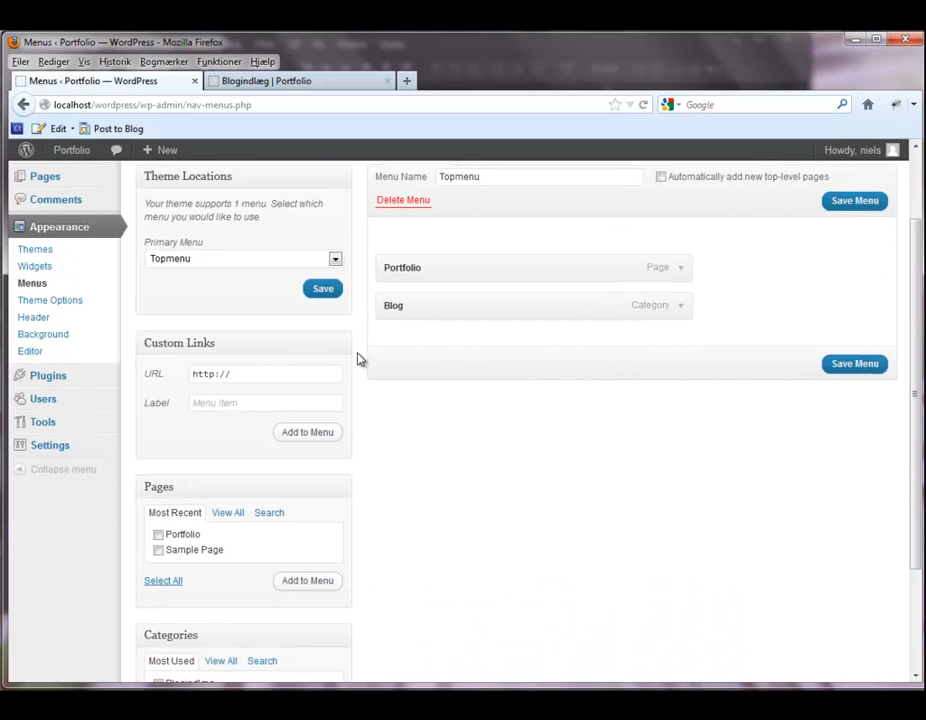 Menus ‹ Portfolio — WordPress - Mozilla Firefox
Filer Rediger Vis Historik Bogmærker Funktioner Hjælp
Menus ‹ Portfolio — WordPress × Blogindlæg | Portfolio × +
localhost/wordpress/wp-admin/nav-menus.php Google
Edit Post to Blog
Portfolio + New Howdy, niels
Pages
Comments
Appearance
Themes
Widgets
Menus
Theme Options
Header
Background
Editor
Plugins
Users
Tools
Settings
Collapse menu
Theme Locations
Your theme supports 1 menu. Select which
menu you would like to use.
Primary Menu
Topmenu
Save
Custom Links
URL http://
Label Menu Item
Add to Menu
Pages
Most Recent View All Search
Portfolio
Sample Page
Select All Add to Menu
Categories
Most Used View All Search
Menu Name Topmenu Automatically add new top-level pages
Delete Menu Save Menu
Portfolio Page
Blog Category
Save Menu